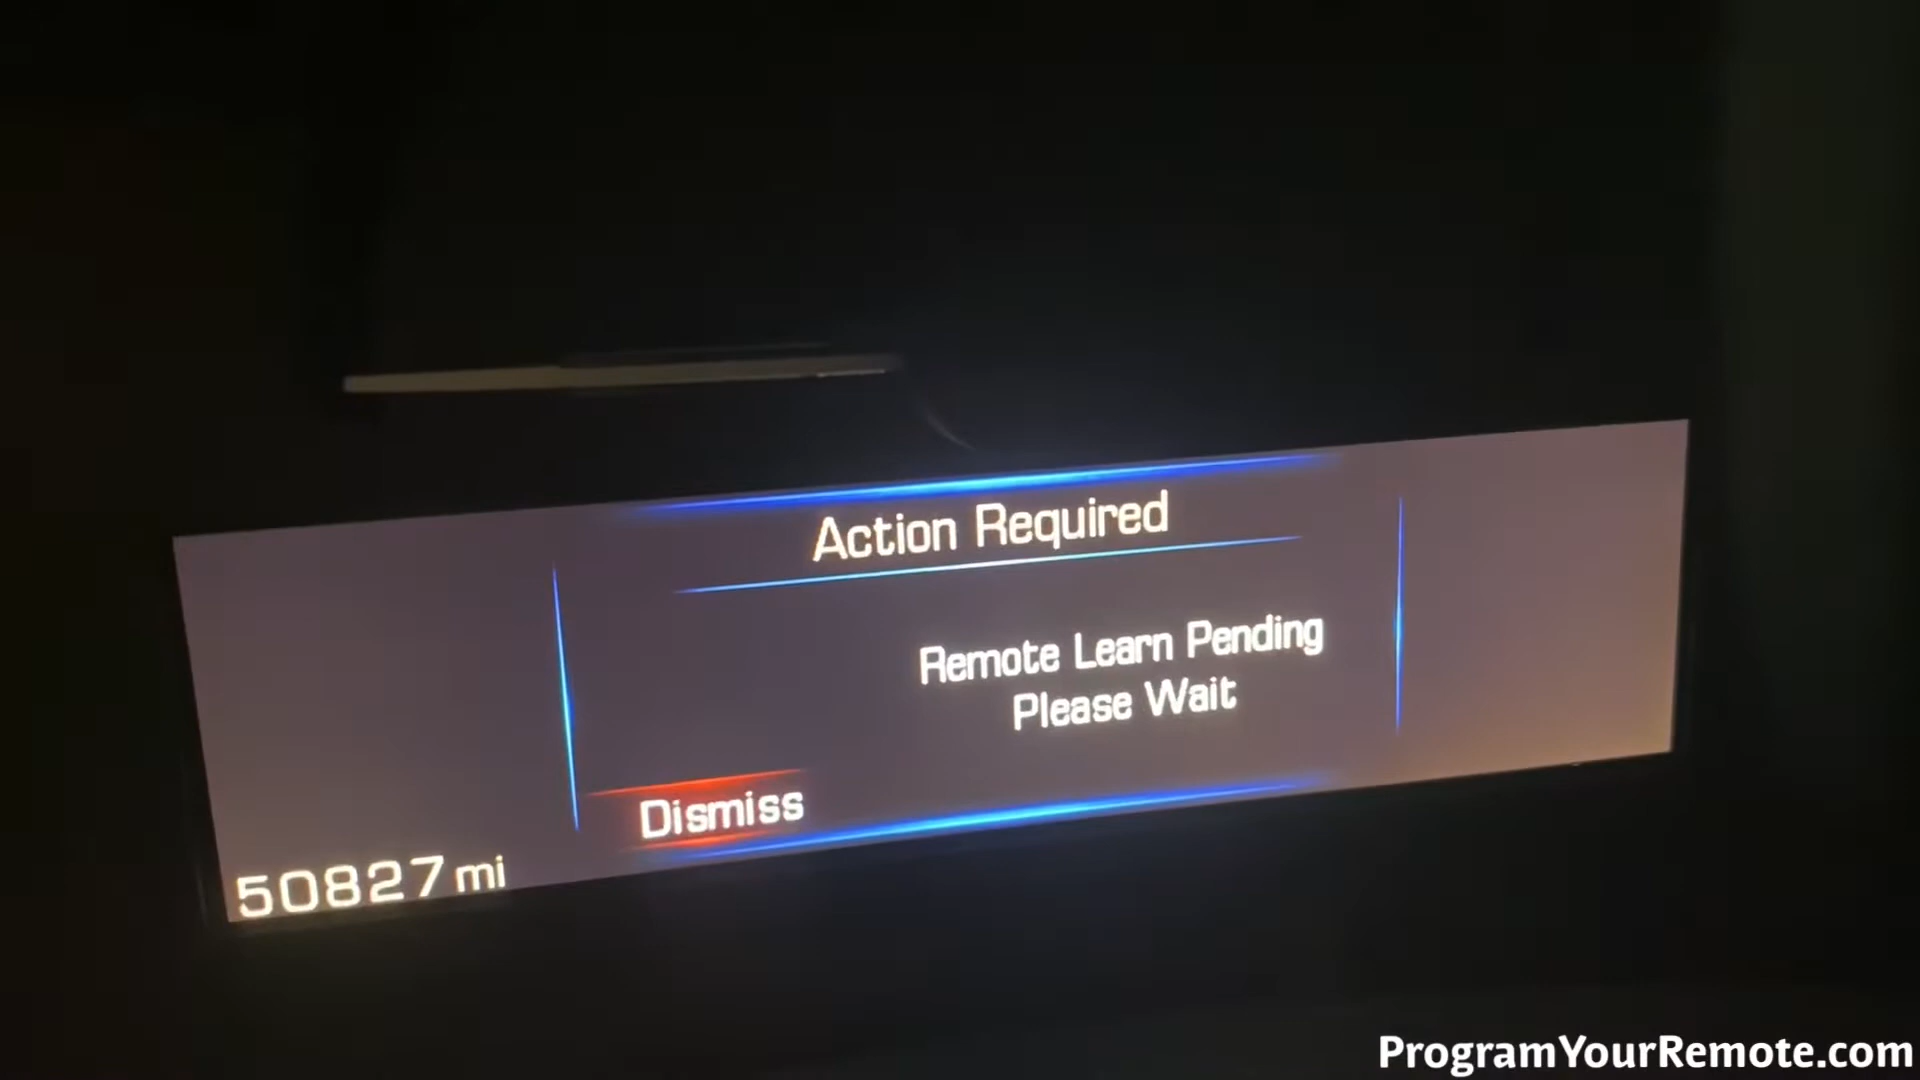 Action Required
Remote Learn Pending
Please Wait
Dismiss
50827 mi
ProgramYourRemote.com